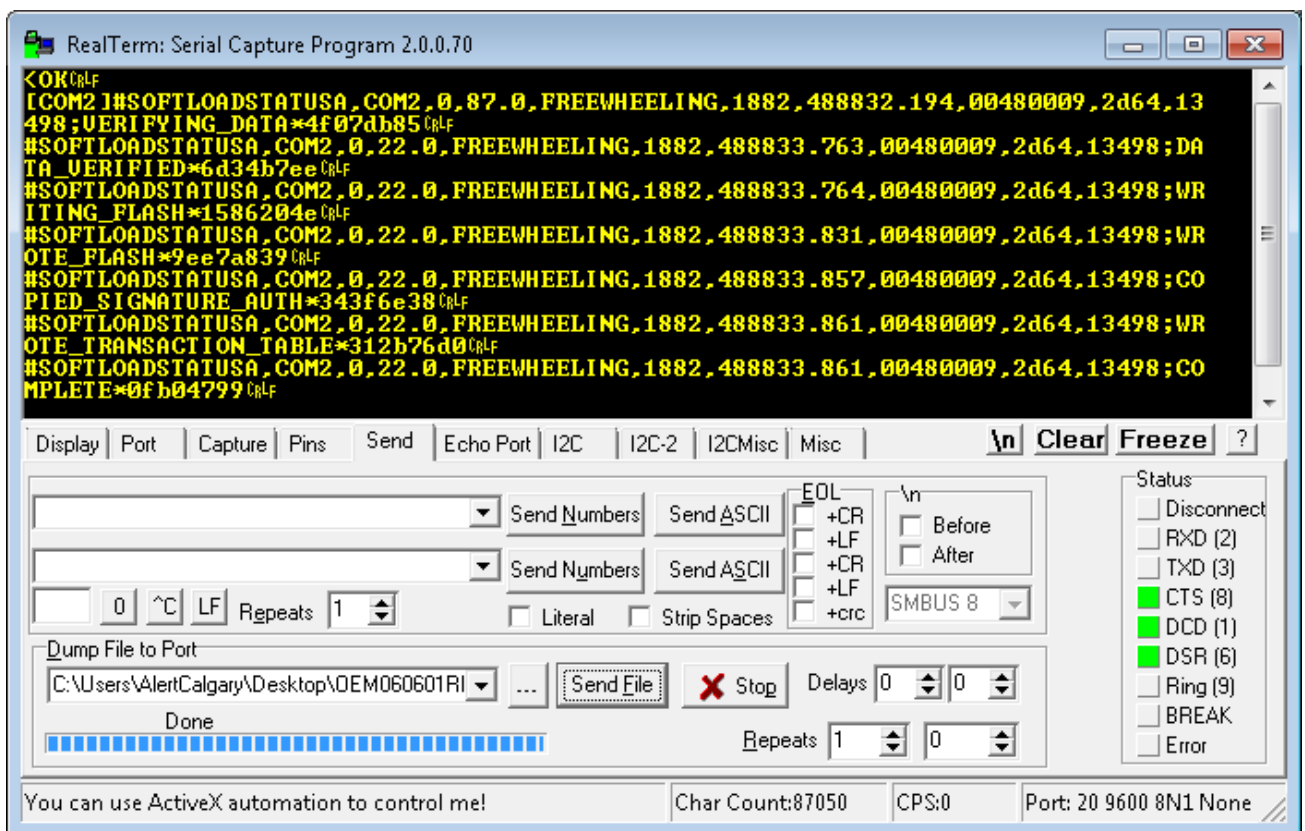 RealTerm: Serial Capture Program 2.0.0.70
<OKCRLF
[COM2]#SOFTLOADSTATUSA,COM2,0,87.0,FREEWHEELING,1882,488832.194,00480009,2d64,13
498;VERIFYING_DATA*4f07db85CRLF
#SOFTLOADSTATUSA,COM2,0,22.0,FREEWHEELING,1882,488833.763,00480009,2d64,13498;DA
TA_VERIFIED*6d34b7eeCRLF
#SOFTLOADSTATUSA,COM2,0,22.0,FREEWHEELING,1882,488833.764,00480009,2d64,13498;WR
ITING_FLASH*1586204eCRLF
#SOFTLOADSTATUSA,COM2,0,22.0,FREEWHEELING,1882,488833.831,00480009,2d64,13498;WR
OTE_FLASH*9ee7a839CRLF
#SOFTLOADSTATUSA,COM2,0,22.0,FREEWHEELING,1882,488833.857,00480009,2d64,13498;CO
PIED_SIGNATURE_AUTH*343f6e38CRLF
#SOFTLOADSTATUSA,COM2,0,22.0,FREEWHEELING,1882,488833.861,00480009,2d64,13498;WR
OTE_TRANSACTION_TABLE*312b76d0CRLF
#SOFTLOADSTATUSA,COM2,0,22.0,FREEWHEELING,1882,488833.861,00480009,2d64,13498;CO
MPLETE*0fb04799CRLF
Display Port Capture Pins Send Echo Port I2C I2C-2 I2CMisc Misc \n Clear Freeze ?
EOL \n Status
Send Numbers Send ASCII +CR Before Disconnect
+LF After RXD (2)
Send Numbers Send ASCII +CR TXD (3)
+LF SMBUS 8 CTS (8)
0 ^C LF Repeats 1 Literal Strip Spaces +crc DCD (1)
Dump File to Port DSR (6)
C:\Users\AlertCalgary\Desktop\OEM060601RI ... Send File Stop Delays 0 0 Ring (9)
Done BREAK
Repeats 1 0 Error
You can use ActiveX automation to control me! Char Count:87050 CPS:0 Port: 20 9600 8N1 None